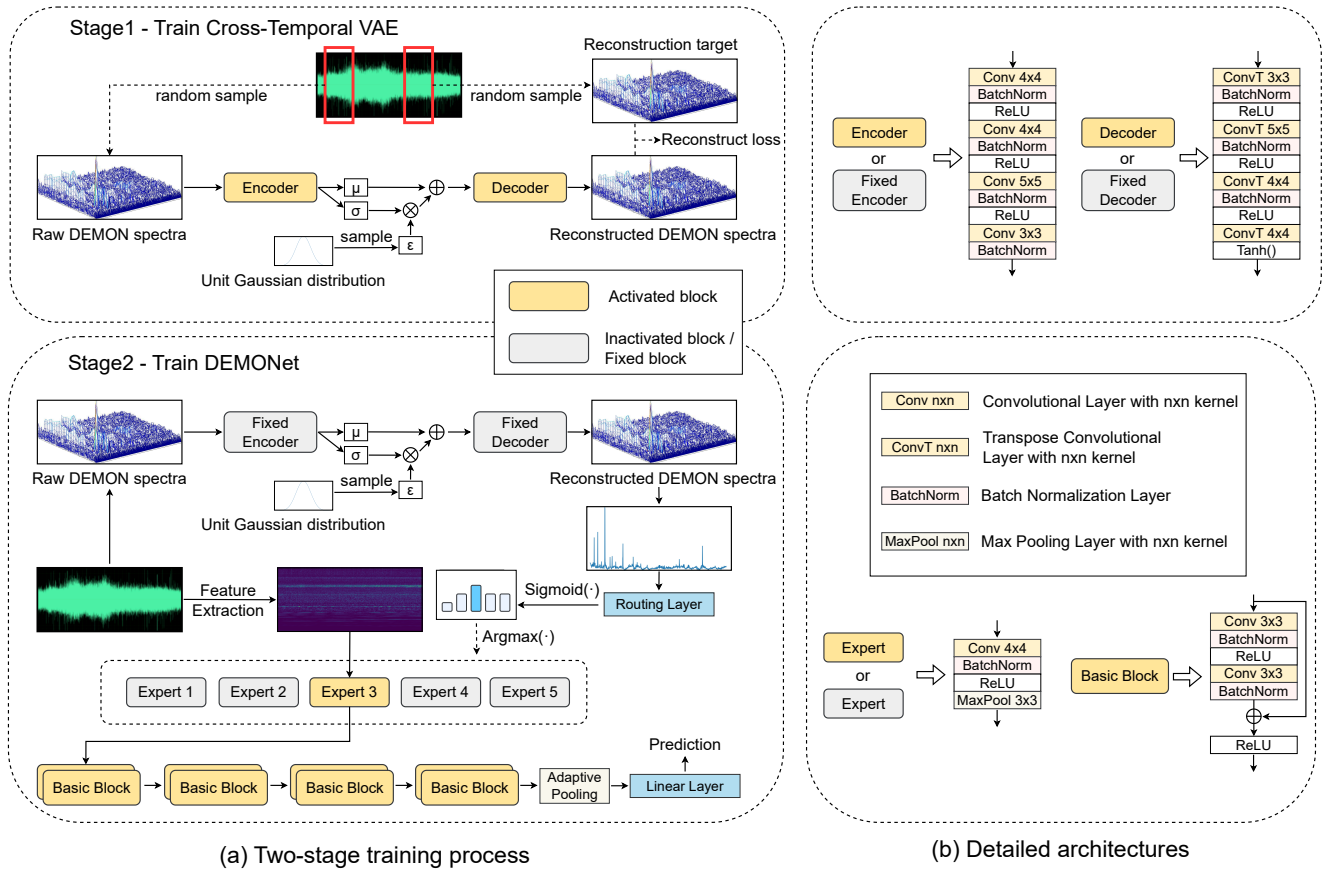 Stage1 - Train Cross-Temporal VAE
Reconstruction target
random sample
random sample
Reconstruct loss
Encoder
μ
σ
Decoder
Raw DEMON spectra
sample
ε
Reconstructed DEMON spectra
Unit Gaussian distribution
Activated block
Inactivated block /
Fixed block
Stage2 - Train DEMONet
Fixed
Encoder
μ
σ
Fixed
Decoder
Raw DEMON spectra
sample
ε
Reconstructed DEMON spectra
Unit Gaussian distribution
Feature
Extraction
Sigmoid(·)
Routing Layer
Argmax(·)
Expert 1
Expert 2
Expert 3
Expert 4
Expert 5
Prediction
Basic Block
Basic Block
Basic Block
Basic Block
Adaptive
Pooling
Linear Layer
(a) Two-stage training process
Encoder
or
Fixed
Encoder
Conv 4x4
BatchNorm
ReLU
Conv 4x4
BatchNorm
ReLU
Conv 5x5
BatchNorm
ReLU
Conv 3x3
BatchNorm
Decoder
or
Fixed
Decoder
ConvT 3x3
BatchNorm
ReLU
ConvT 5x5
BatchNorm
ReLU
ConvT 4x4
BatchNorm
ReLU
ConvT 4x4
Tanh()
Conv nxn
Convolutional Layer with nxn kernel
ConvT nxn
Transpose Convolutional
Layer with nxn kernel
BatchNorm
Batch Normalization Layer
MaxPool nxn
Max Pooling Layer with nxn kernel
Expert
or
Expert
Conv 4x4
BatchNorm
ReLU
MaxPool 3x3
Basic Block
Conv 3x3
BatchNorm
ReLU
Conv 3x3
BatchNorm
ReLU
(b) Detailed architectures